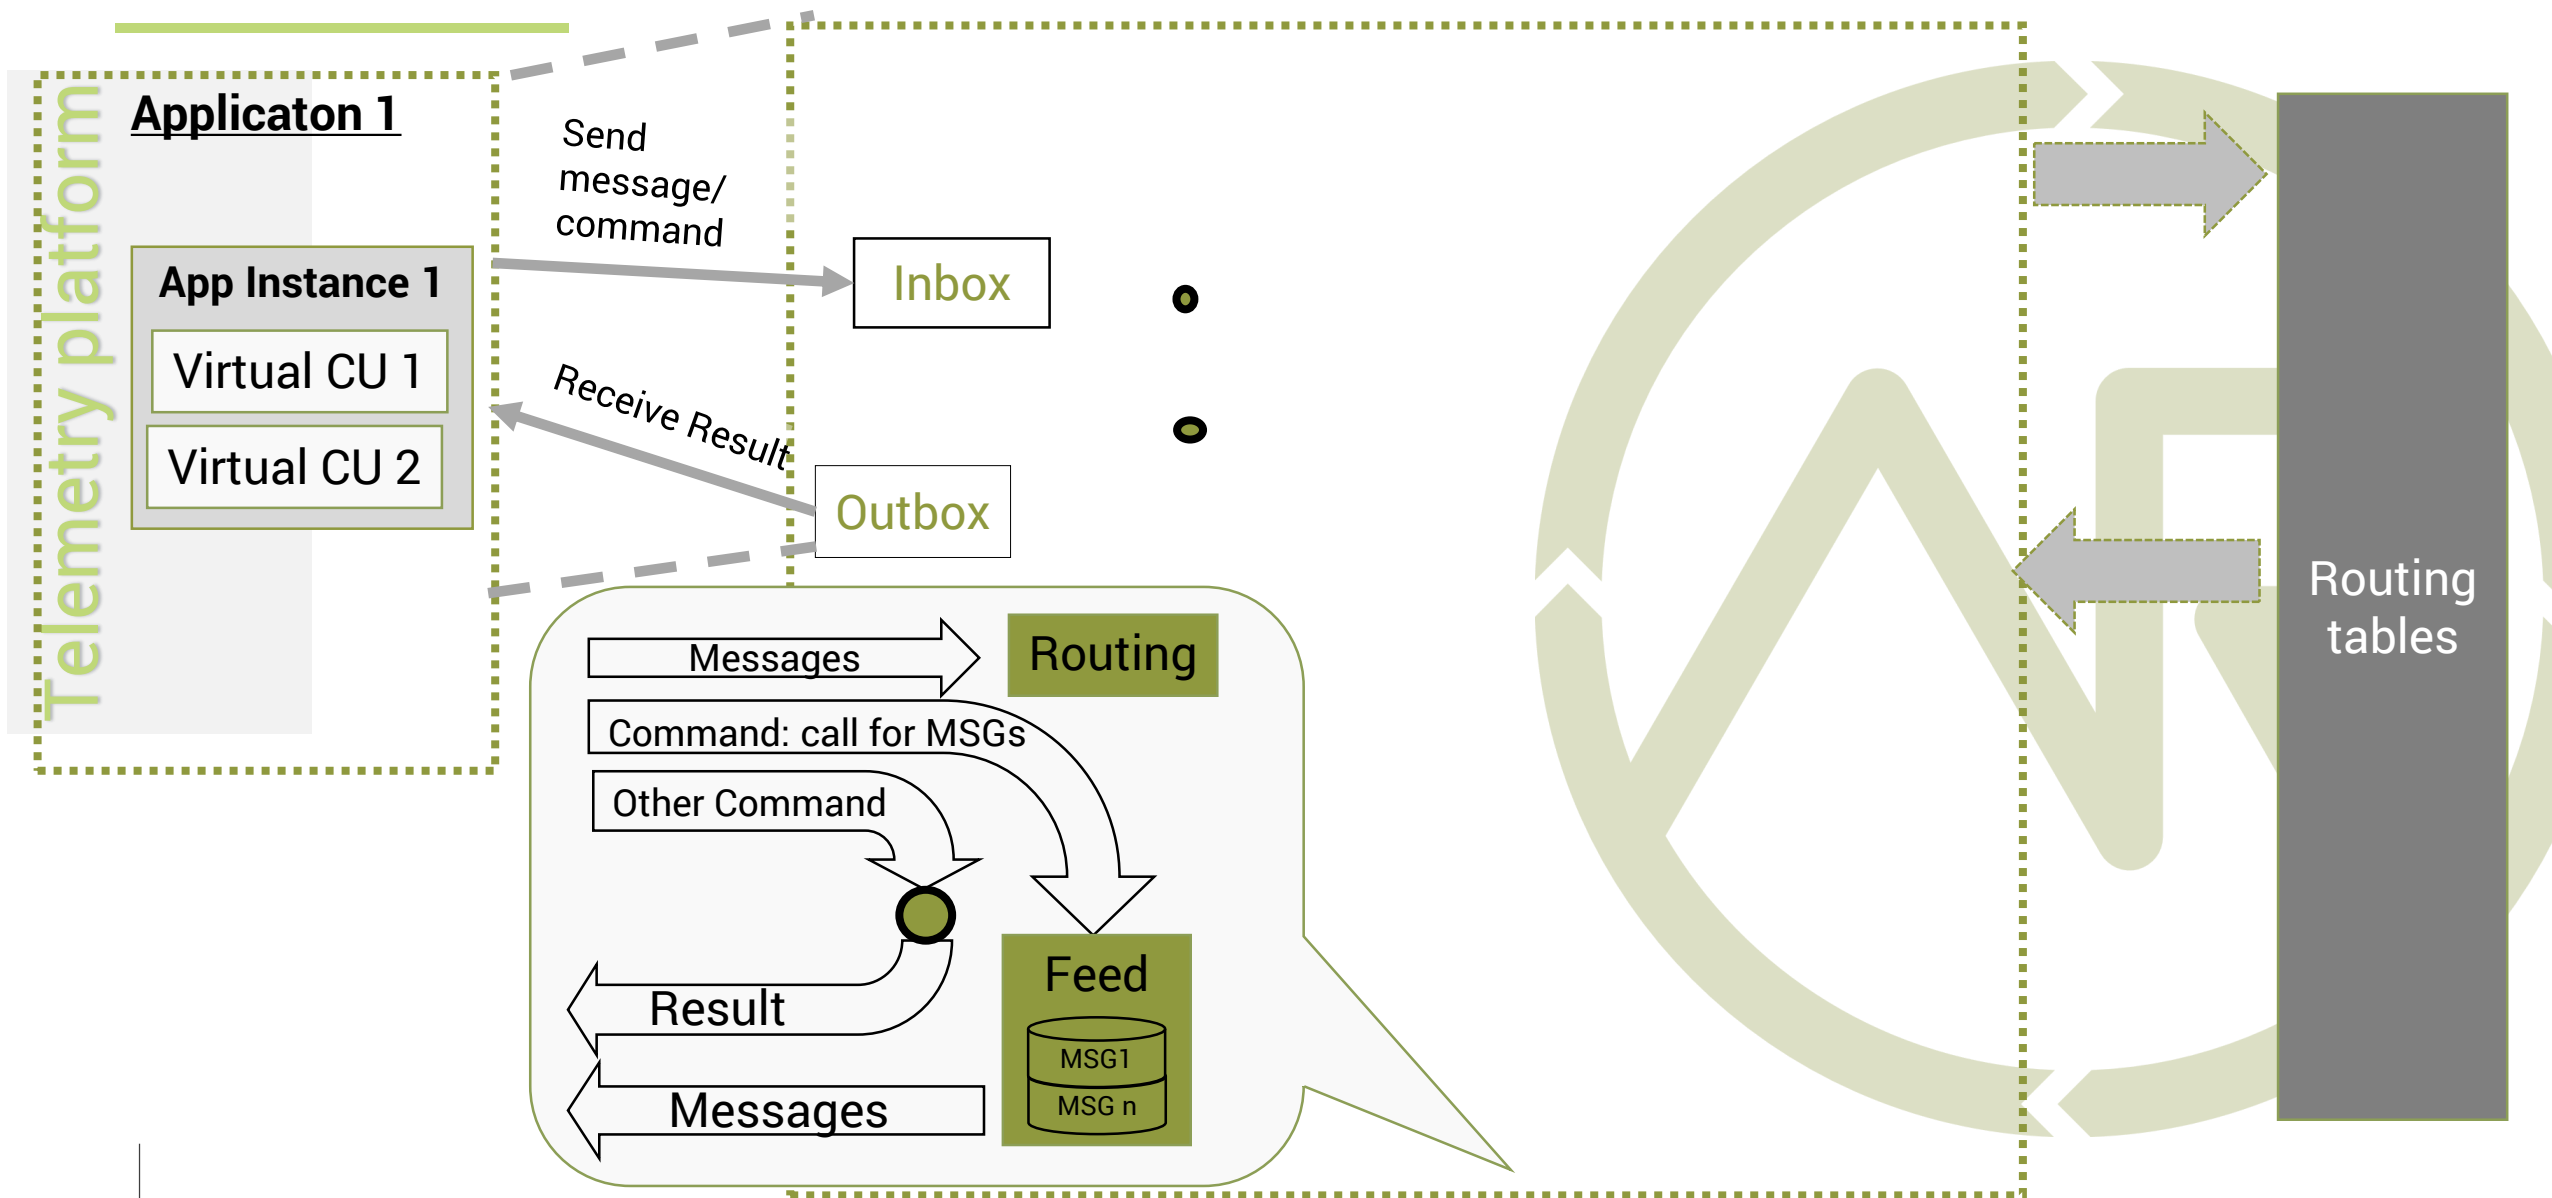 Telemetry platform
Applicaton 1
App Instance 1
Virtual CU 1
Virtual CU 2
Send
message/
command
Receive Result
Inbox
Outbox
Messages
Routing
Command: call for MSGs
Other Command
Feed
MSG1
MSG n
Result
Messages
Routing
tables